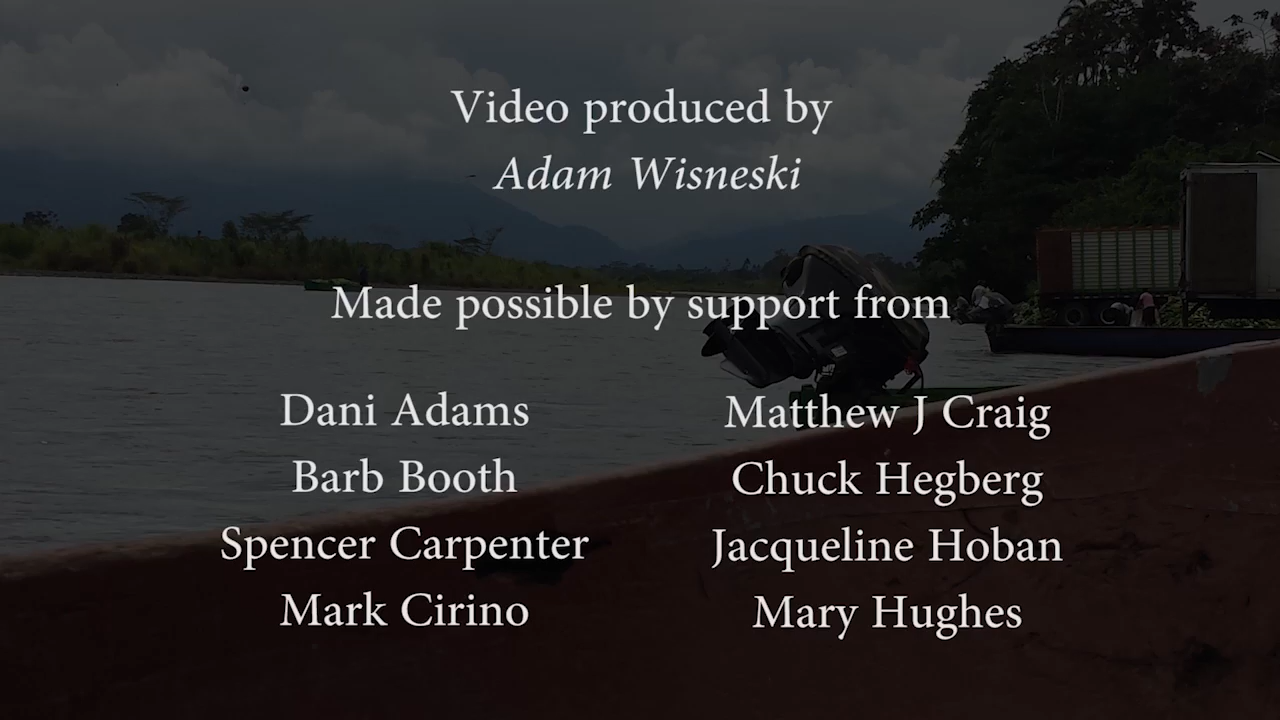 Video produced by
Adam Wisneski
Made possible by support from
Dani Adams
Barb Booth
Spencer Carpenter
Mark Cirino
Matthew J Craig
Chuck Hegberg
Jacqueline Hoban
Mary Hughes